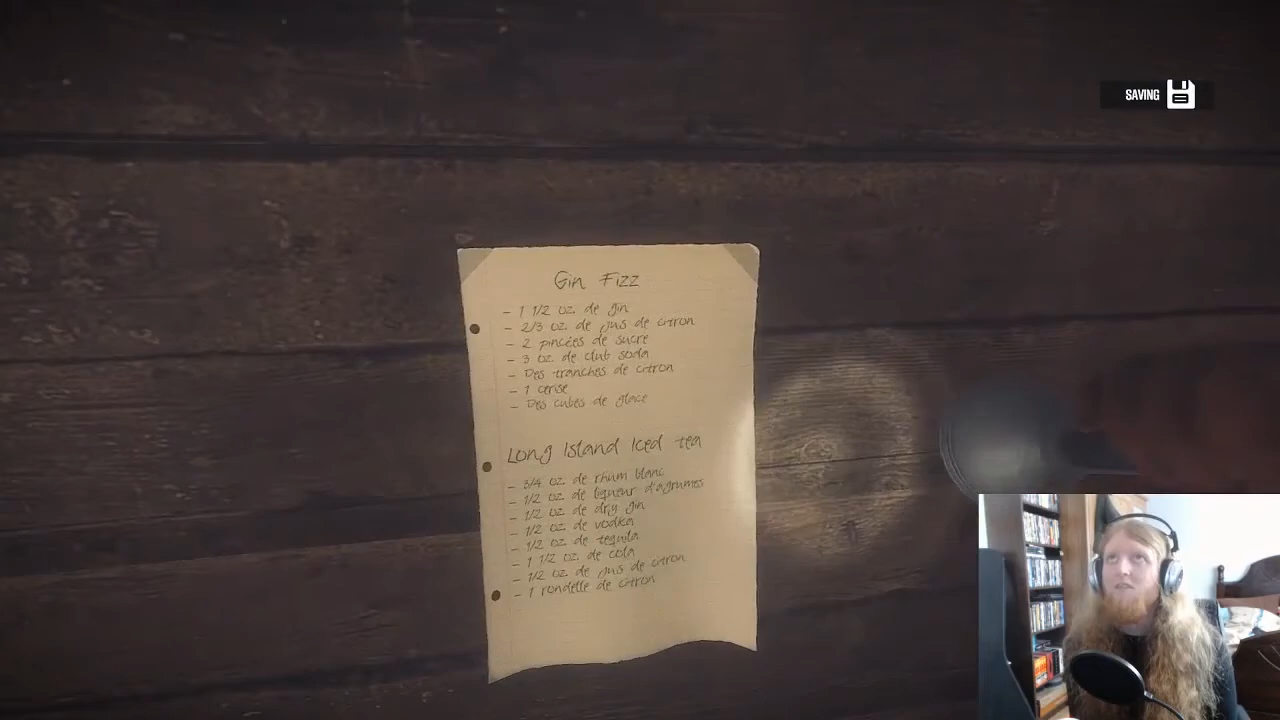 SAVING
Gin Fizz
- 1 1/2 oz. de gin
- 2/3 oz. de jus de citron
- 2 pincées de sucre
- 3 oz. de club soda
- Des tranches de citron
- 1 cerise
- Des cubes de glace
Long Island Iced tea
- 3/4 oz. de rhum blanc
- 1/2 oz. de liqueur d'agrumes
- 1/2 oz. de dry gin
- 1/2 oz. de vodka
- 1/2 oz. de tequila
- 1 1/2 oz. de cola
- 1/2 oz. de jus de citron
- 1 rondelle de citron